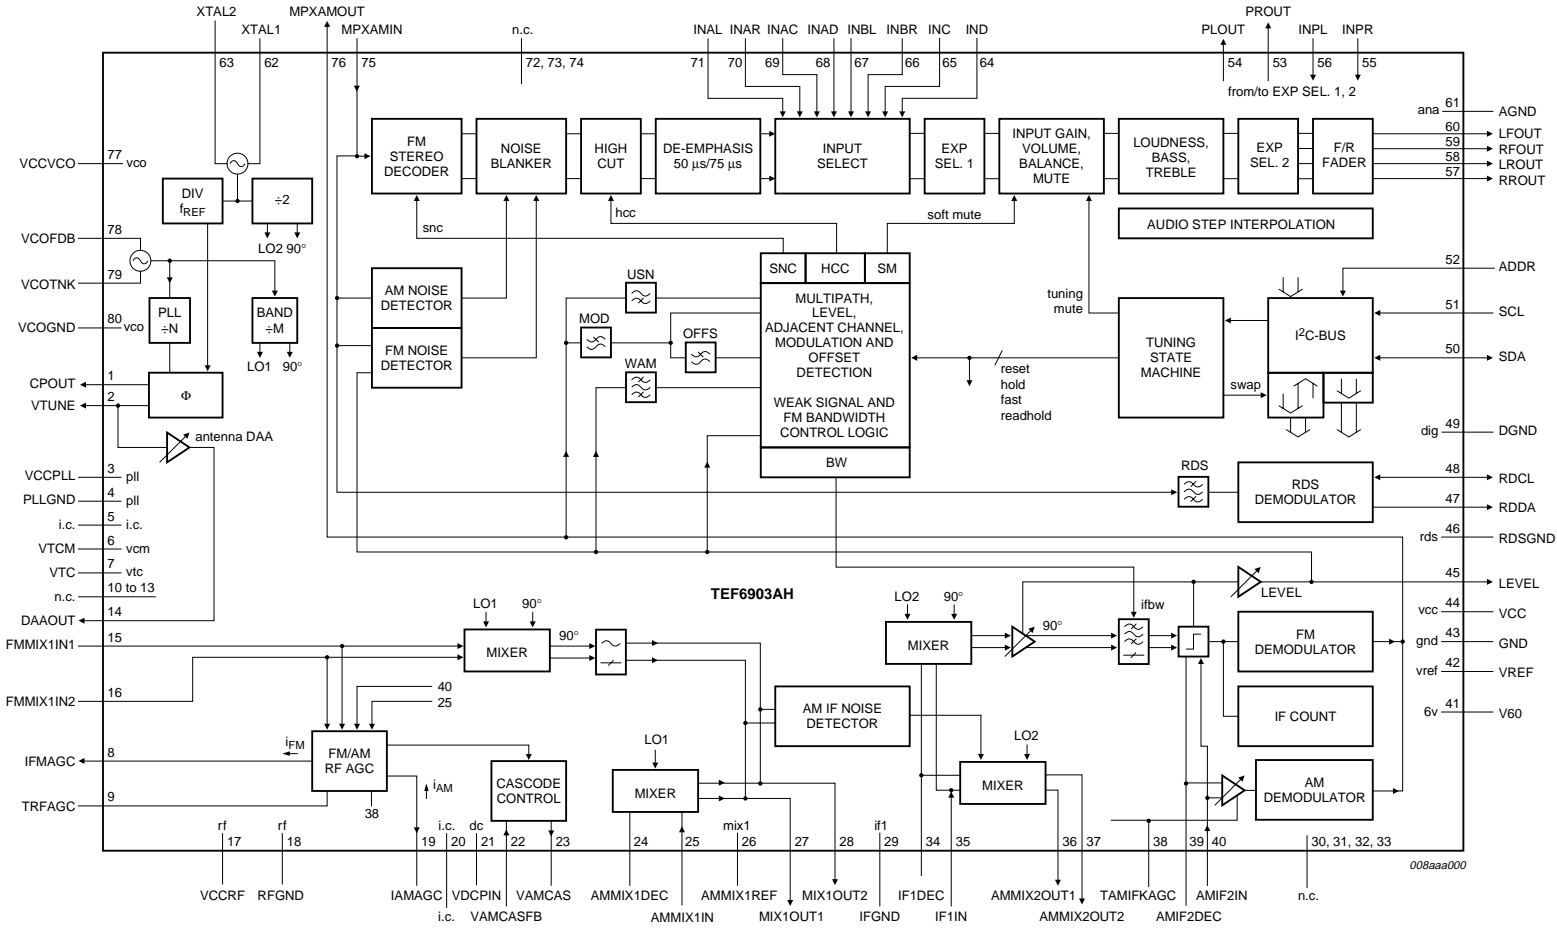 XTAL2
MPXAMOUT
PROUT
XTAL1
MPXAMIN
n.c.
INAL
INAR
INAC
INAD
INBL
INBR
INC
IND
PLOUT
INPL
INPR
63
62
76
75
72, 73, 74
71
70
69
68
67
66
65
64
54
53
56
55
from/to EXP SEL. 1, 2
ana
61
AGND
60
LFOUT
59
RFOUT
58
LROUT
57
RROUT
VCCVCO
77
vco
FM
STEREO
DECODER
NOISE
BLANKER
HIGH
CUT
DE-EMPHASIS
50 μs/75 μs
INPUT
SELECT
EXP
SEL. 1
INPUT GAIN,
VOLUME,
BALANCE,
MUTE
LOUDNESS,
BASS,
TREBLE
EXP
SEL. 2
F/R
FADER
DIV
fREF
÷2
LO2 90°
snc
hcc
soft mute
AUDIO STEP INTERPOLATION
VCOFDB
78
VCOTNK
79
VCOGND
80
vco
PLL
÷N
BAND
÷M
LO1
90°
AM NOISE
DETECTOR
FM NOISE
DETECTOR
USN
MOD
OFFS
WAM
SNC
HCC
SM
MULTIPATH,
LEVEL,
ADJACENT CHANNEL,
MODULATION AND
OFFSET
DETECTION
WEAK SIGNAL AND
FM BANDWIDTH
CONTROL LOGIC
BW
reset
hold
fast
readhold
tuning
mute
TUNING
STATE
MACHINE
swap
I²C-BUS
52
ADDR
51
SCL
50
SDA
dig
49
DGND
CPOUT
1
VTUNE
2
Φ
antenna DAA
VCCPLL
3
pll
PLLGND
4
pll
i.c.
5
i.c.
VTCM
6
vcm
VTC
7
vtc
n.c.
10 to 13
DAAOUT
14
RDS
RDS
DEMODULATOR
48
RDCL
47
RDDA
rds
46
RDSGND
TEF6903AH
45
LEVEL
LEVEL
vcc
44
VCC
gnd
43
GND
vref
42
VREF
6v
41
V60
FMMIX1IN1
15
FMMIX1IN2
16
LO1
90°
MIXER
90°
LO2
90°
MIXER
90°
ifbw
FM
DEMODULATOR
IF COUNT
AM
DEMODULATOR
40
25
AM IF NOISE
DETECTOR
IFMAGC
8
iFM
FM/AM
RF AGC
38
iAM
TRFAGC
9
CASCODE
CONTROL
LO1
MIXER
LO2
MIXER
rf
17
rf
18
19
i.c.
20
dc
21
22
23
24
25
mix1
26
27
28
if1
29
34
35
36
37
38
39
40
30, 31, 32, 33
008aaa000
VCCRF
RFGND
IAMAGC
i.c.
VDCPIN
VAMCASFB
VAMCAS
AMMIX1DEC
AMMIX1IN
AMMIX1REF
MIX1OUT1
MIX1OUT2
IFGND
IF1DEC
IF1IN
AMMIX2OUT1
AMMIX2OUT2
TAMIFKAGC
AMIF2DEC
AMIF2IN
n.c.